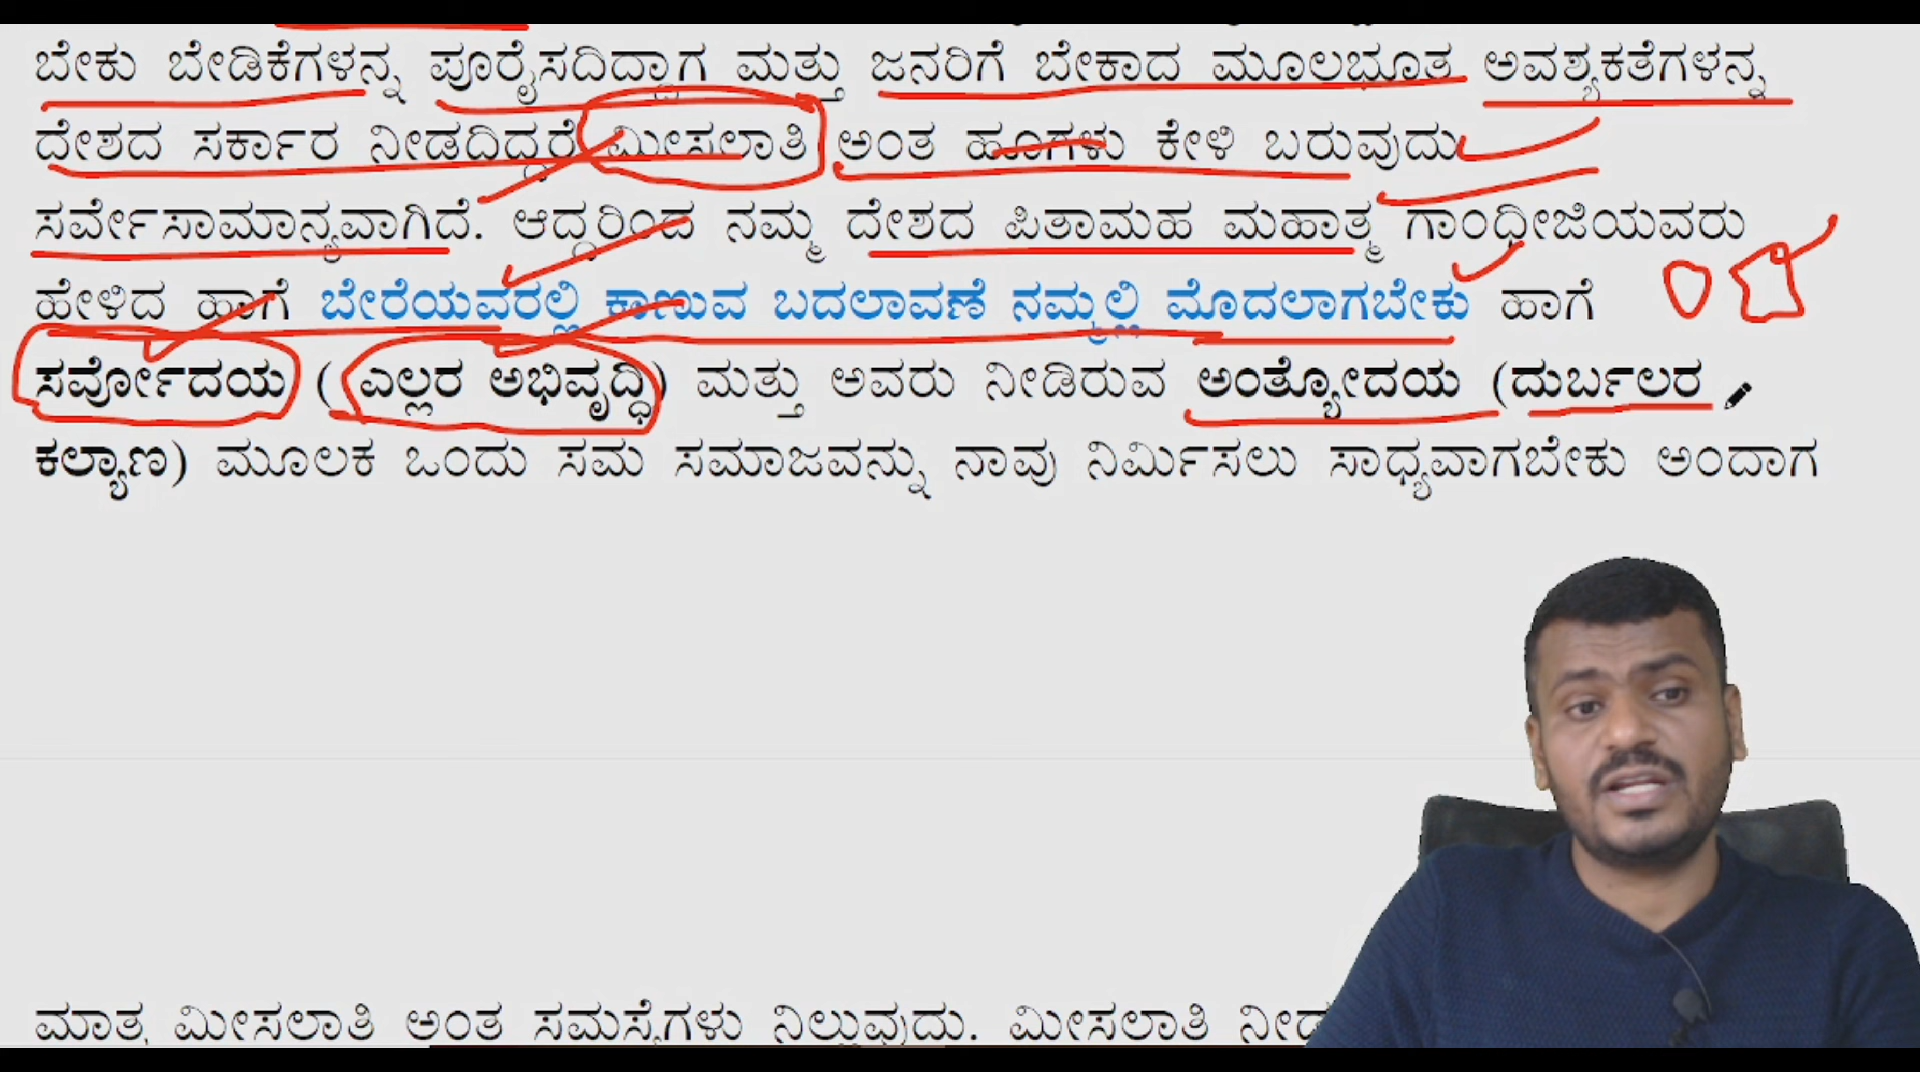 ಬೇಕು ಬೇಡಿಕೆಗಳನ್ನ ಪೂರೈಸದಿದ್ದಾಗ ಮತ್ತು ಜನರಿಗೆ ಬೇಕಾದ ಮೂಲಭೂತ ಅವಶ್ಯಕತೆಗಳನ್ನ
ದೇಶದ ಸರ್ಕಾರ ನೀಡದಿದ್ದರೆ ಮೀಸಲಾತಿ ಅಂತ ಹೂಗಳು ಕೇಳಿ ಬರುವುದು
ಸರ್ವೇಸಾಮಾನ್ಯವಾಗಿದೆ. ಆದ್ದರಿಂದ ನಮ್ಮ ದೇಶದ ಪಿತಾಮಹ ಮಹಾತ್ಮ ಗಾಂಧೀಜಿಯವರು
ಹೇಳಿದ ಹಾಗೆ ಬೇರೆಯವರಲ್ಲಿ ಕಾಣುವ ಬದಲಾವಣೆ ನಮ್ಮಲ್ಲಿ ಮೊದಲಾಗಬೇಕು ಹಾಗೆ
ಸರ್ವೋದಯ ( ಎಲ್ಲರ ಅಭಿವೃದ್ಧಿ) ಮತ್ತು ಅವರು ನೀಡಿರುವ ಅಂತ್ಯೋದಯ (ದುರ್ಬಲರ
ಕಲ್ಯಾಣ) ಮೂಲಕ ಒಂದು ಸಮ ಸಮಾಜವನ್ನು ನಾವು ನಿರ್ಮಿಸಲು ಸಾಧ್ಯವಾಗಬೇಕು ಅಂದಾಗ
ಮಾತ್ರ ಮೀಸಲಾತಿ ಅಂತ ಸಮಸ್ಯೆಗಳು ನಿಲ್ಲುವುದು. ಮೀಸಲಾತಿ